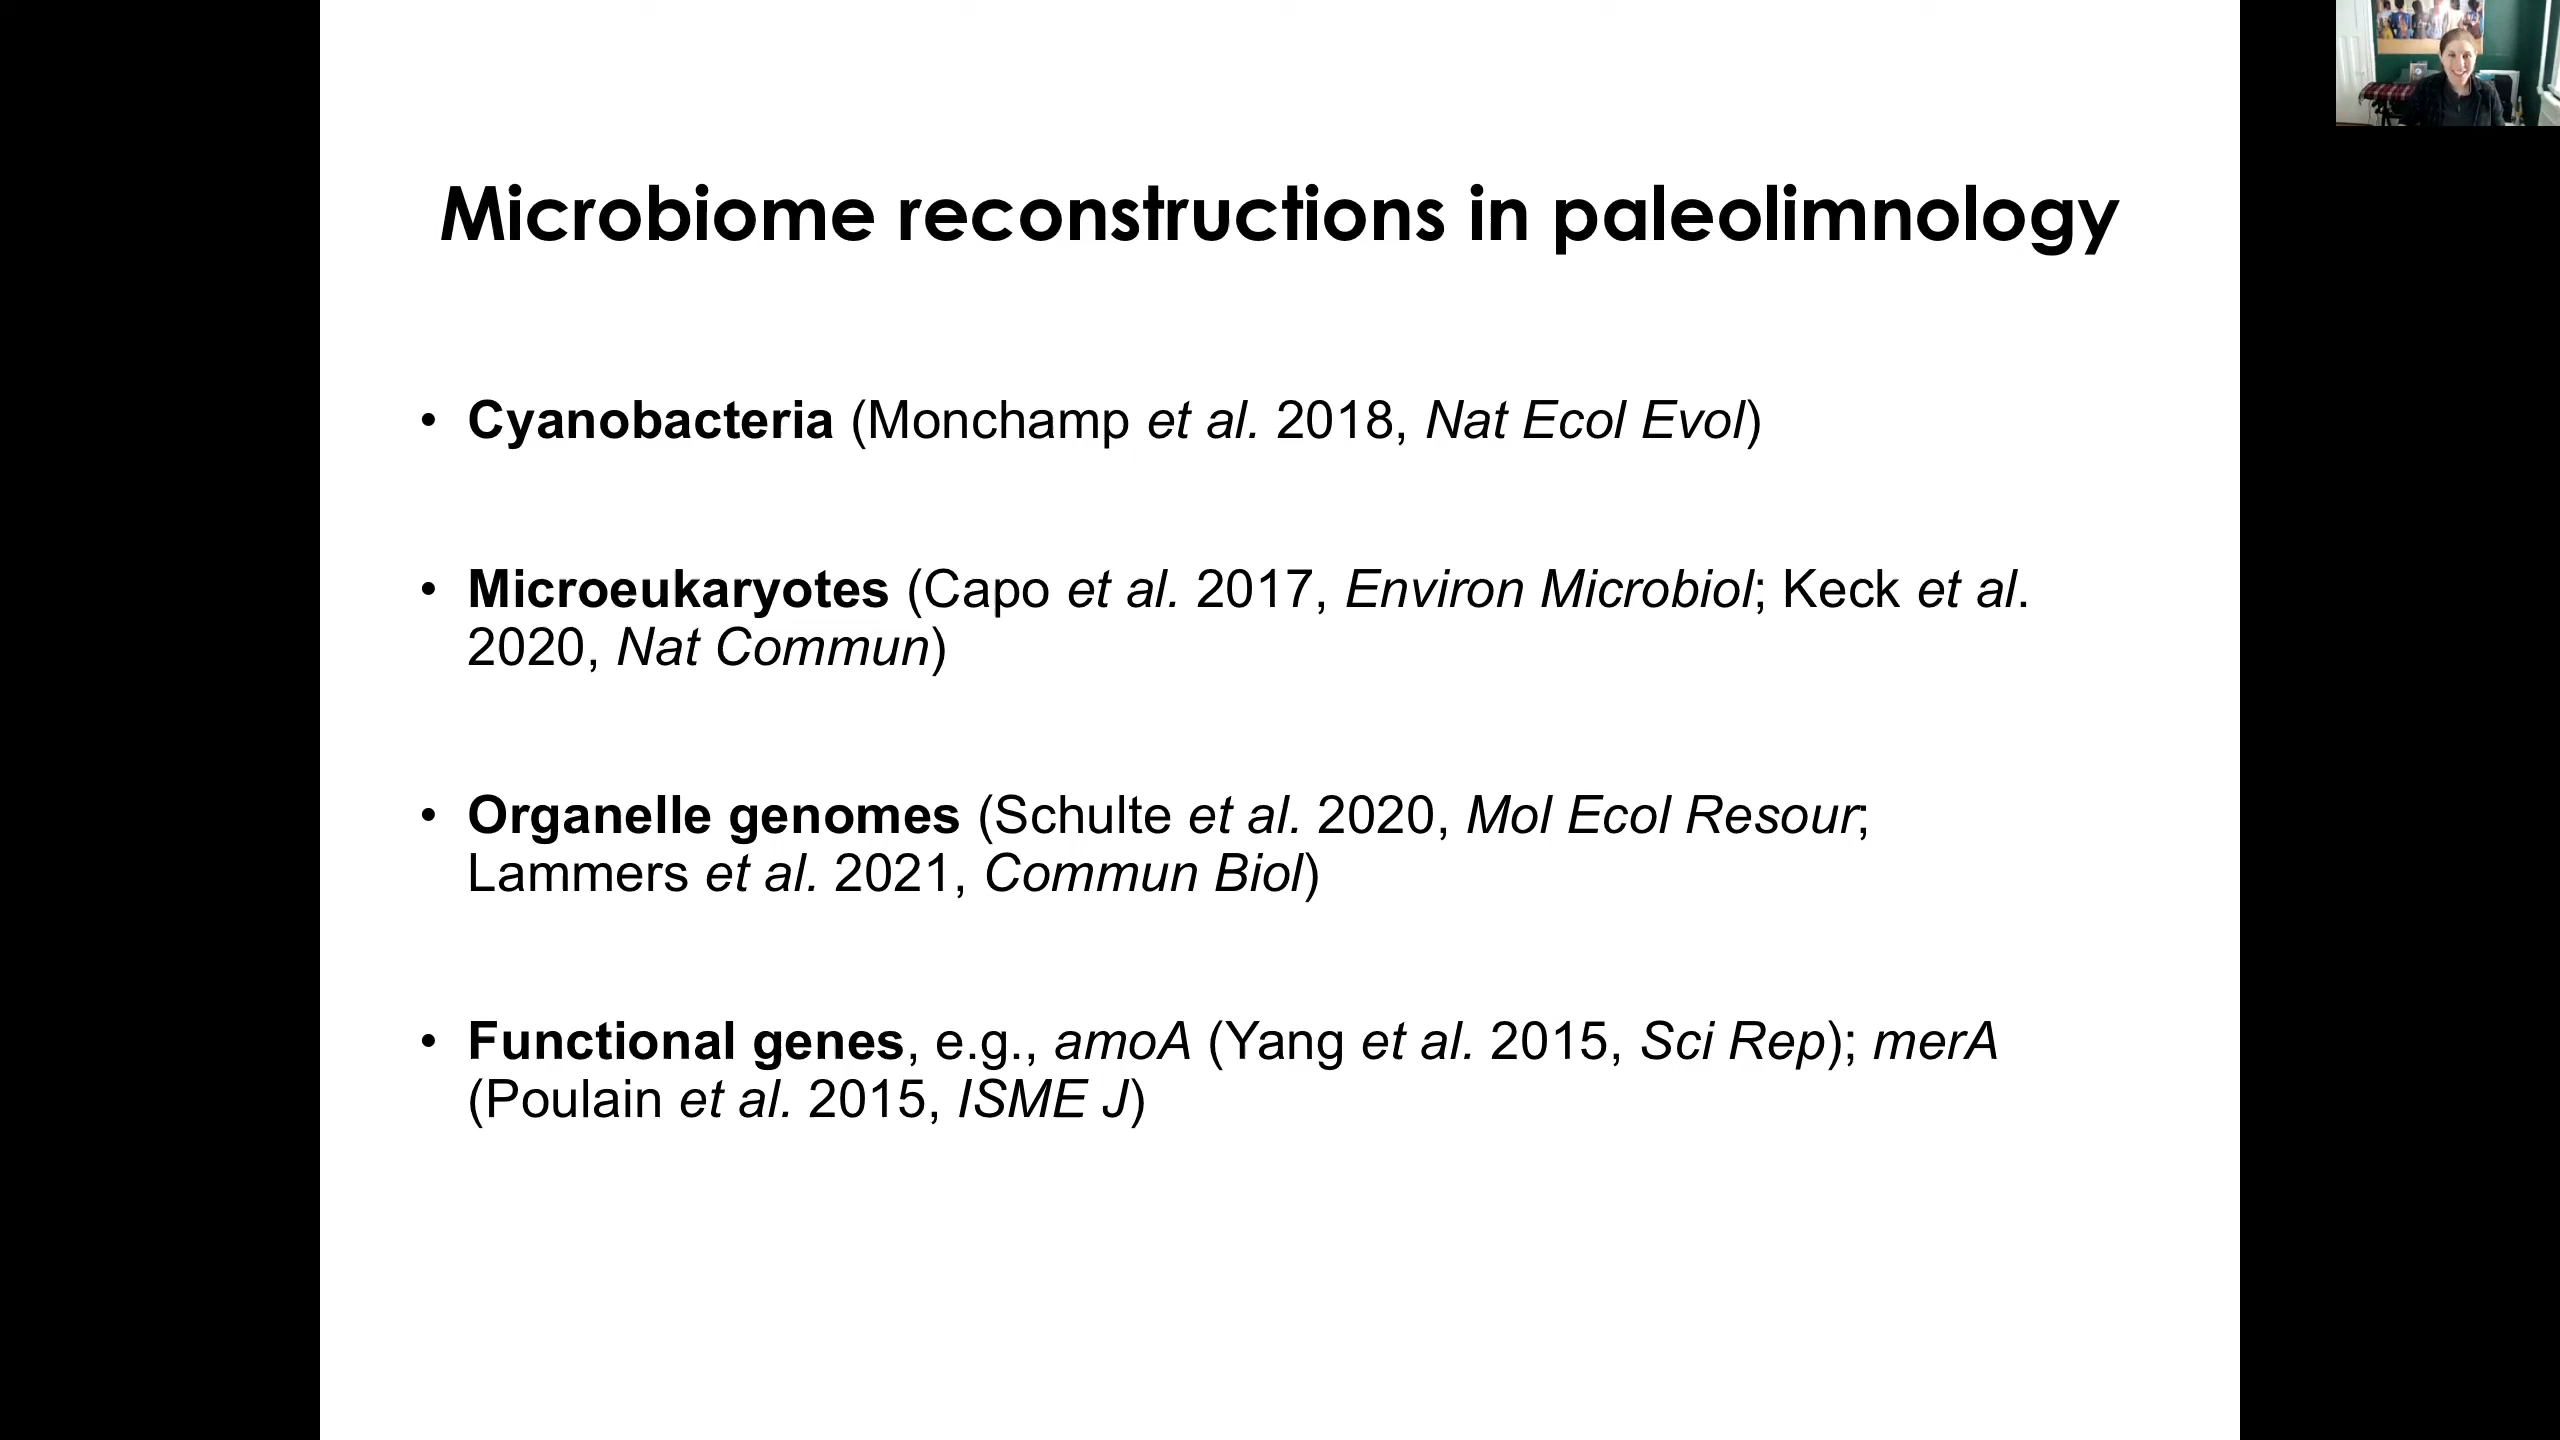 Microbiome reconstructions in paleolimnology
• Cyanobacteria (Monchamp et al. 2018, Nat Ecol Evol)
• Microeukaryotes (Capo et al. 2017, Environ Microbiol; Keck et al.
2020, Nat Commun)
• Organelle genomes (Schulte et al. 2020, Mol Ecol Resour;
Lammers et al. 2021, Commun Biol)
• Functional genes, e.g., amoA (Yang et al. 2015, Sci Rep); merA
(Poulain et al. 2015, ISME J)